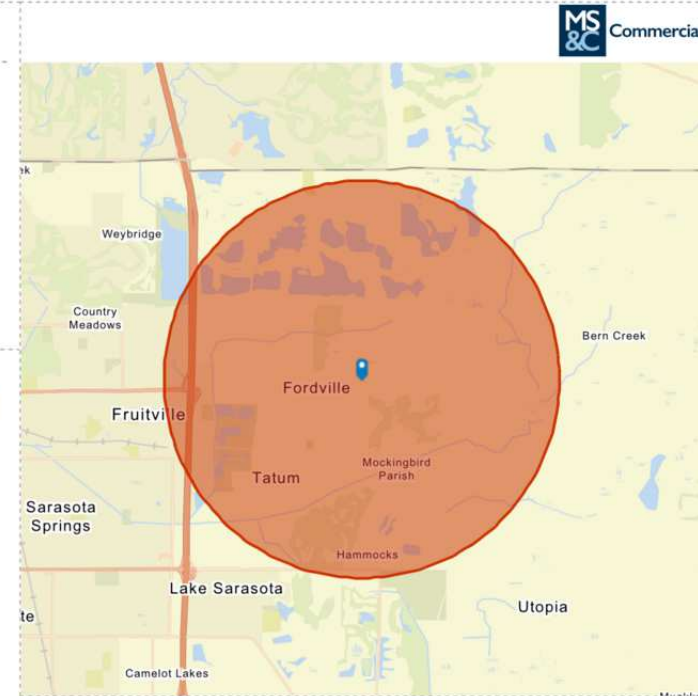 MS
&C
Commercia
k
Weybridge
Country
Meadows
Bern Creek
Fordville
Fruitville
Mockingbird
Parish
Tatum
Sarasota
Springs
Hammocks
Lake Sarasota
Utopia
te
Camelot Lakes